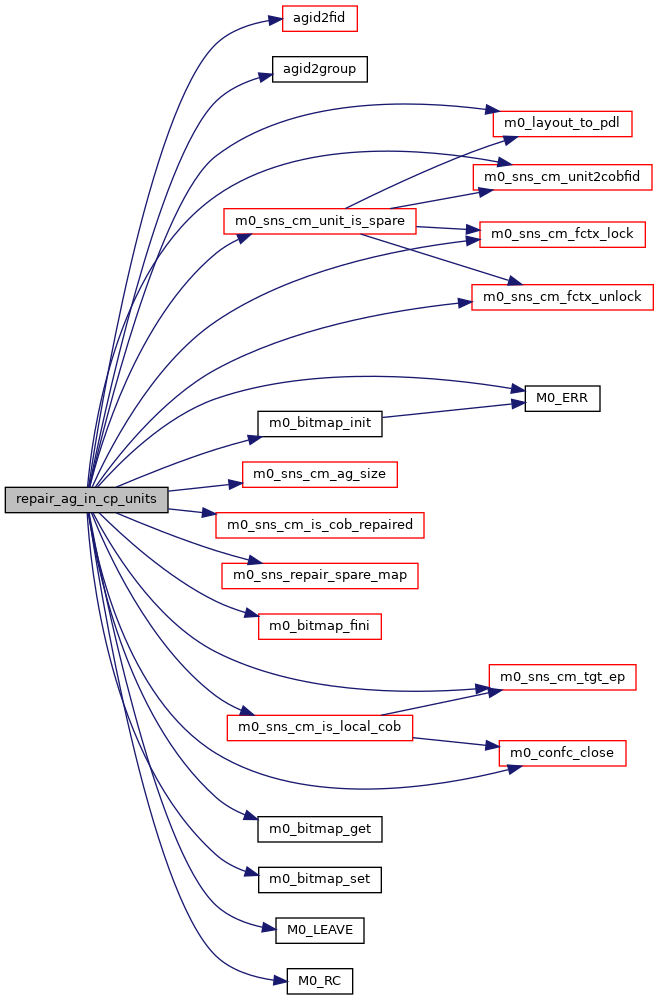 agid2fid
agid2group
m0_layout_to_pdl
m0_sns_cm_unit2cobfid
m0_sns_cm_unit_is_spare
m0_sns_cm_fctx_lock
m0_sns_cm_fctx_unlock
M0_ERR
m0_bitmap_init
m0_sns_cm_ag_size
repair_ag_in_cp_units
m0_sns_cm_is_cob_repaired
m0_sns_repair_spare_map
m0_bitmap_fini
m0_sns_cm_tgt_ep
m0_sns_cm_is_local_cob
m0_confc_close
m0_bitmap_get
m0_bitmap_set
M0_LEAVE
M0_RC